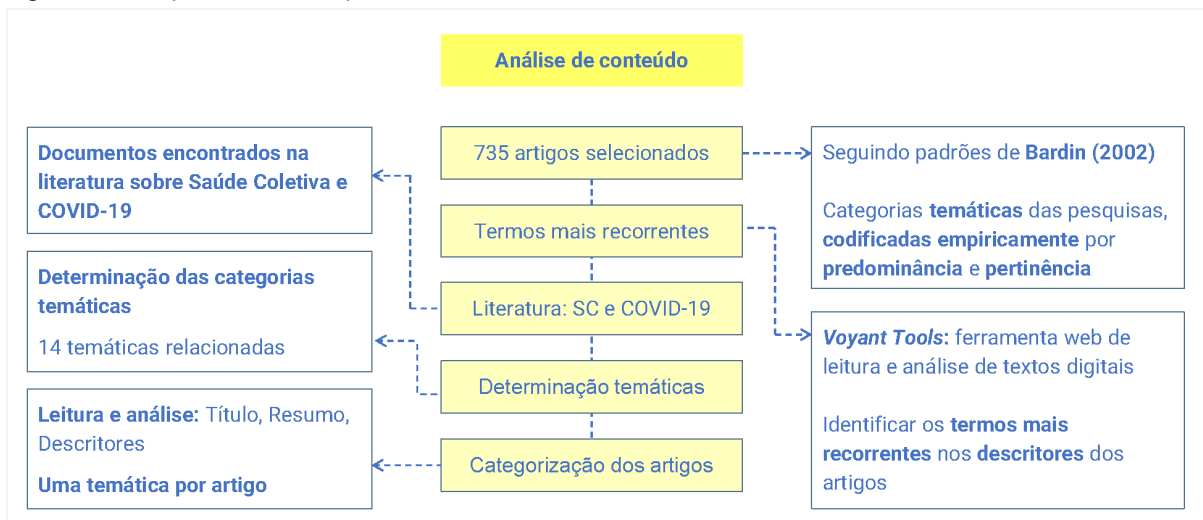 Análise de conteúdo
735 artigos selecionados
Termos mais recorrentes
Literatura: SC e COVID-19
Determinação temáticas
Categorização dos artigos
Documentos encontrados na
literatura sobre Saúde Coletiva e
COVID-19
Determinação das categorias
temáticas
14 temáticas relacionadas
Leitura e análise: Título, Resumo,
Descritores
Uma temática por artigo
Seguindo padrões de Bardin (2002)
Categorias temáticas das pesquisas,
codificadas empiricamente por
predominância e pertinência
Voyant Tools: ferramenta web de
leitura e análise de textos digitais
Identificar os termos mais
recorrentes nos descritores dos
artigos